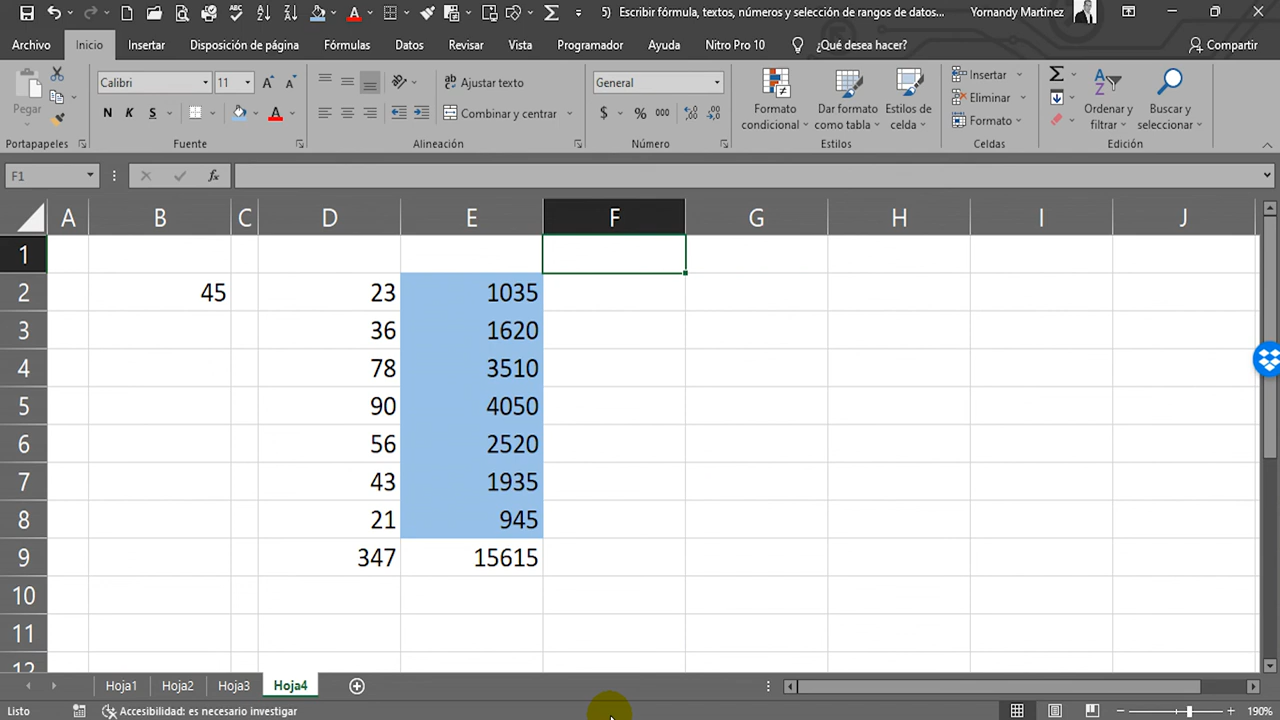 5) Escribir fórmula, textos, números y selección de rangos de datos... Yornandy Martinez
Archivo Inicio Insertar Disposición de página Fórmulas Datos Revisar Vista Programador Ayuda Nitro Pro 10 ¿Qué desea hacer? Compartir
Pegar
Calibri 11
N K S
Ajustar texto
Combinar y centrar
General
$ % 000
Formato condicional
Dar formato como tabla
Estilos de celda
Insertar
Eliminar
Formato
Ordenar y filtrar
Buscar y seleccionar
Portapapeles Fuente Alineación Número Estilos Celdas Edición
F1 fx
A B C D E F G H I J
1
2 45 23 1035
3 36 1620
4 78 3510
5 90 4050
6 56 2520
7 43 1935
8 21 945
9 347 15615
10
11
12
Hoja1 Hoja2 Hoja3 Hoja4
Listo Accesibilidad: es necesario investigar 190%